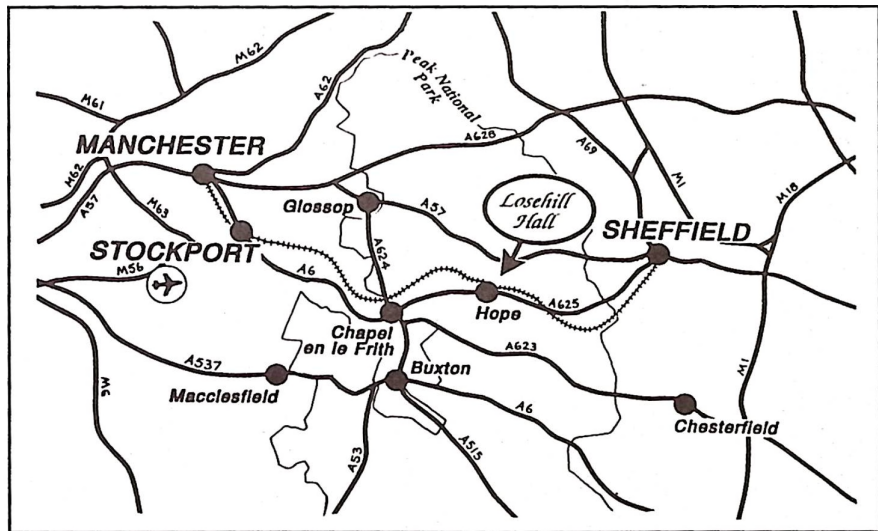 M62
A62
M61
Peak National
Park
MANCHESTER
A628
A69
M1
M62
A57
M63
Glossop
A57
Losehill
Hall
M18
STOCKPORT
SHEFFIELD
A624
M56
A6
A625
Hope
Chapel
en le Frith
A623
A537
Buxton
M1
M6
Macclesfield
A6
Chesterfield
A53
A515